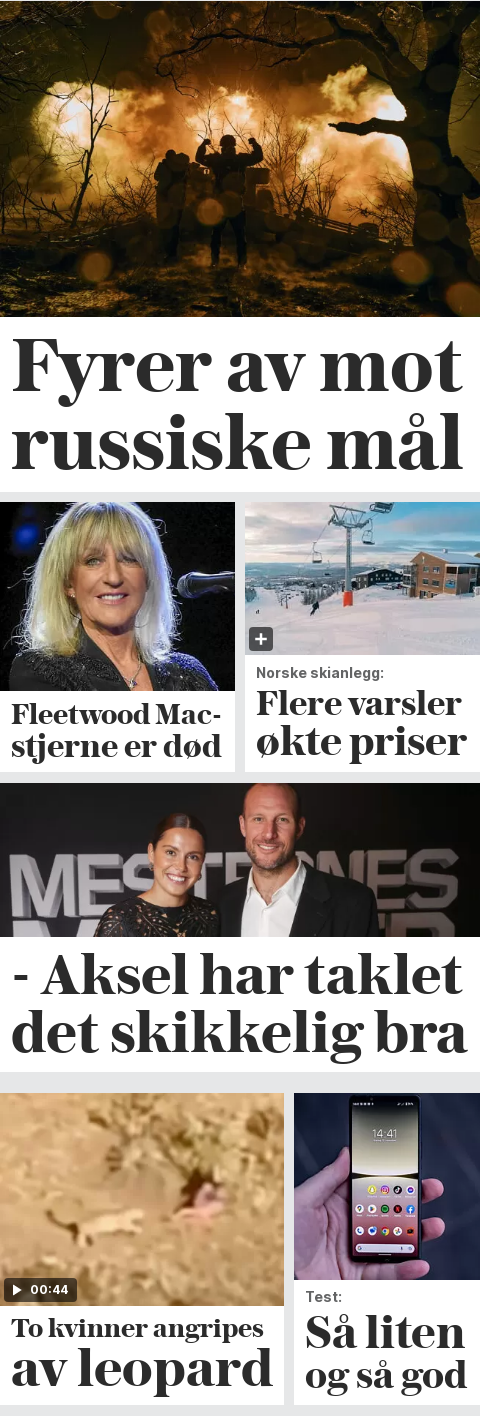 Fyrer av mot
russiske mål
Fleetwood Mac-
stjerne er død
Norske skianlegg:
Flere varsler
økte priser
- Aksel har taklet
det skikkelig bra
00:44
To kvinner angripes
av leopard
14:41
Test:
Så liten
og så god